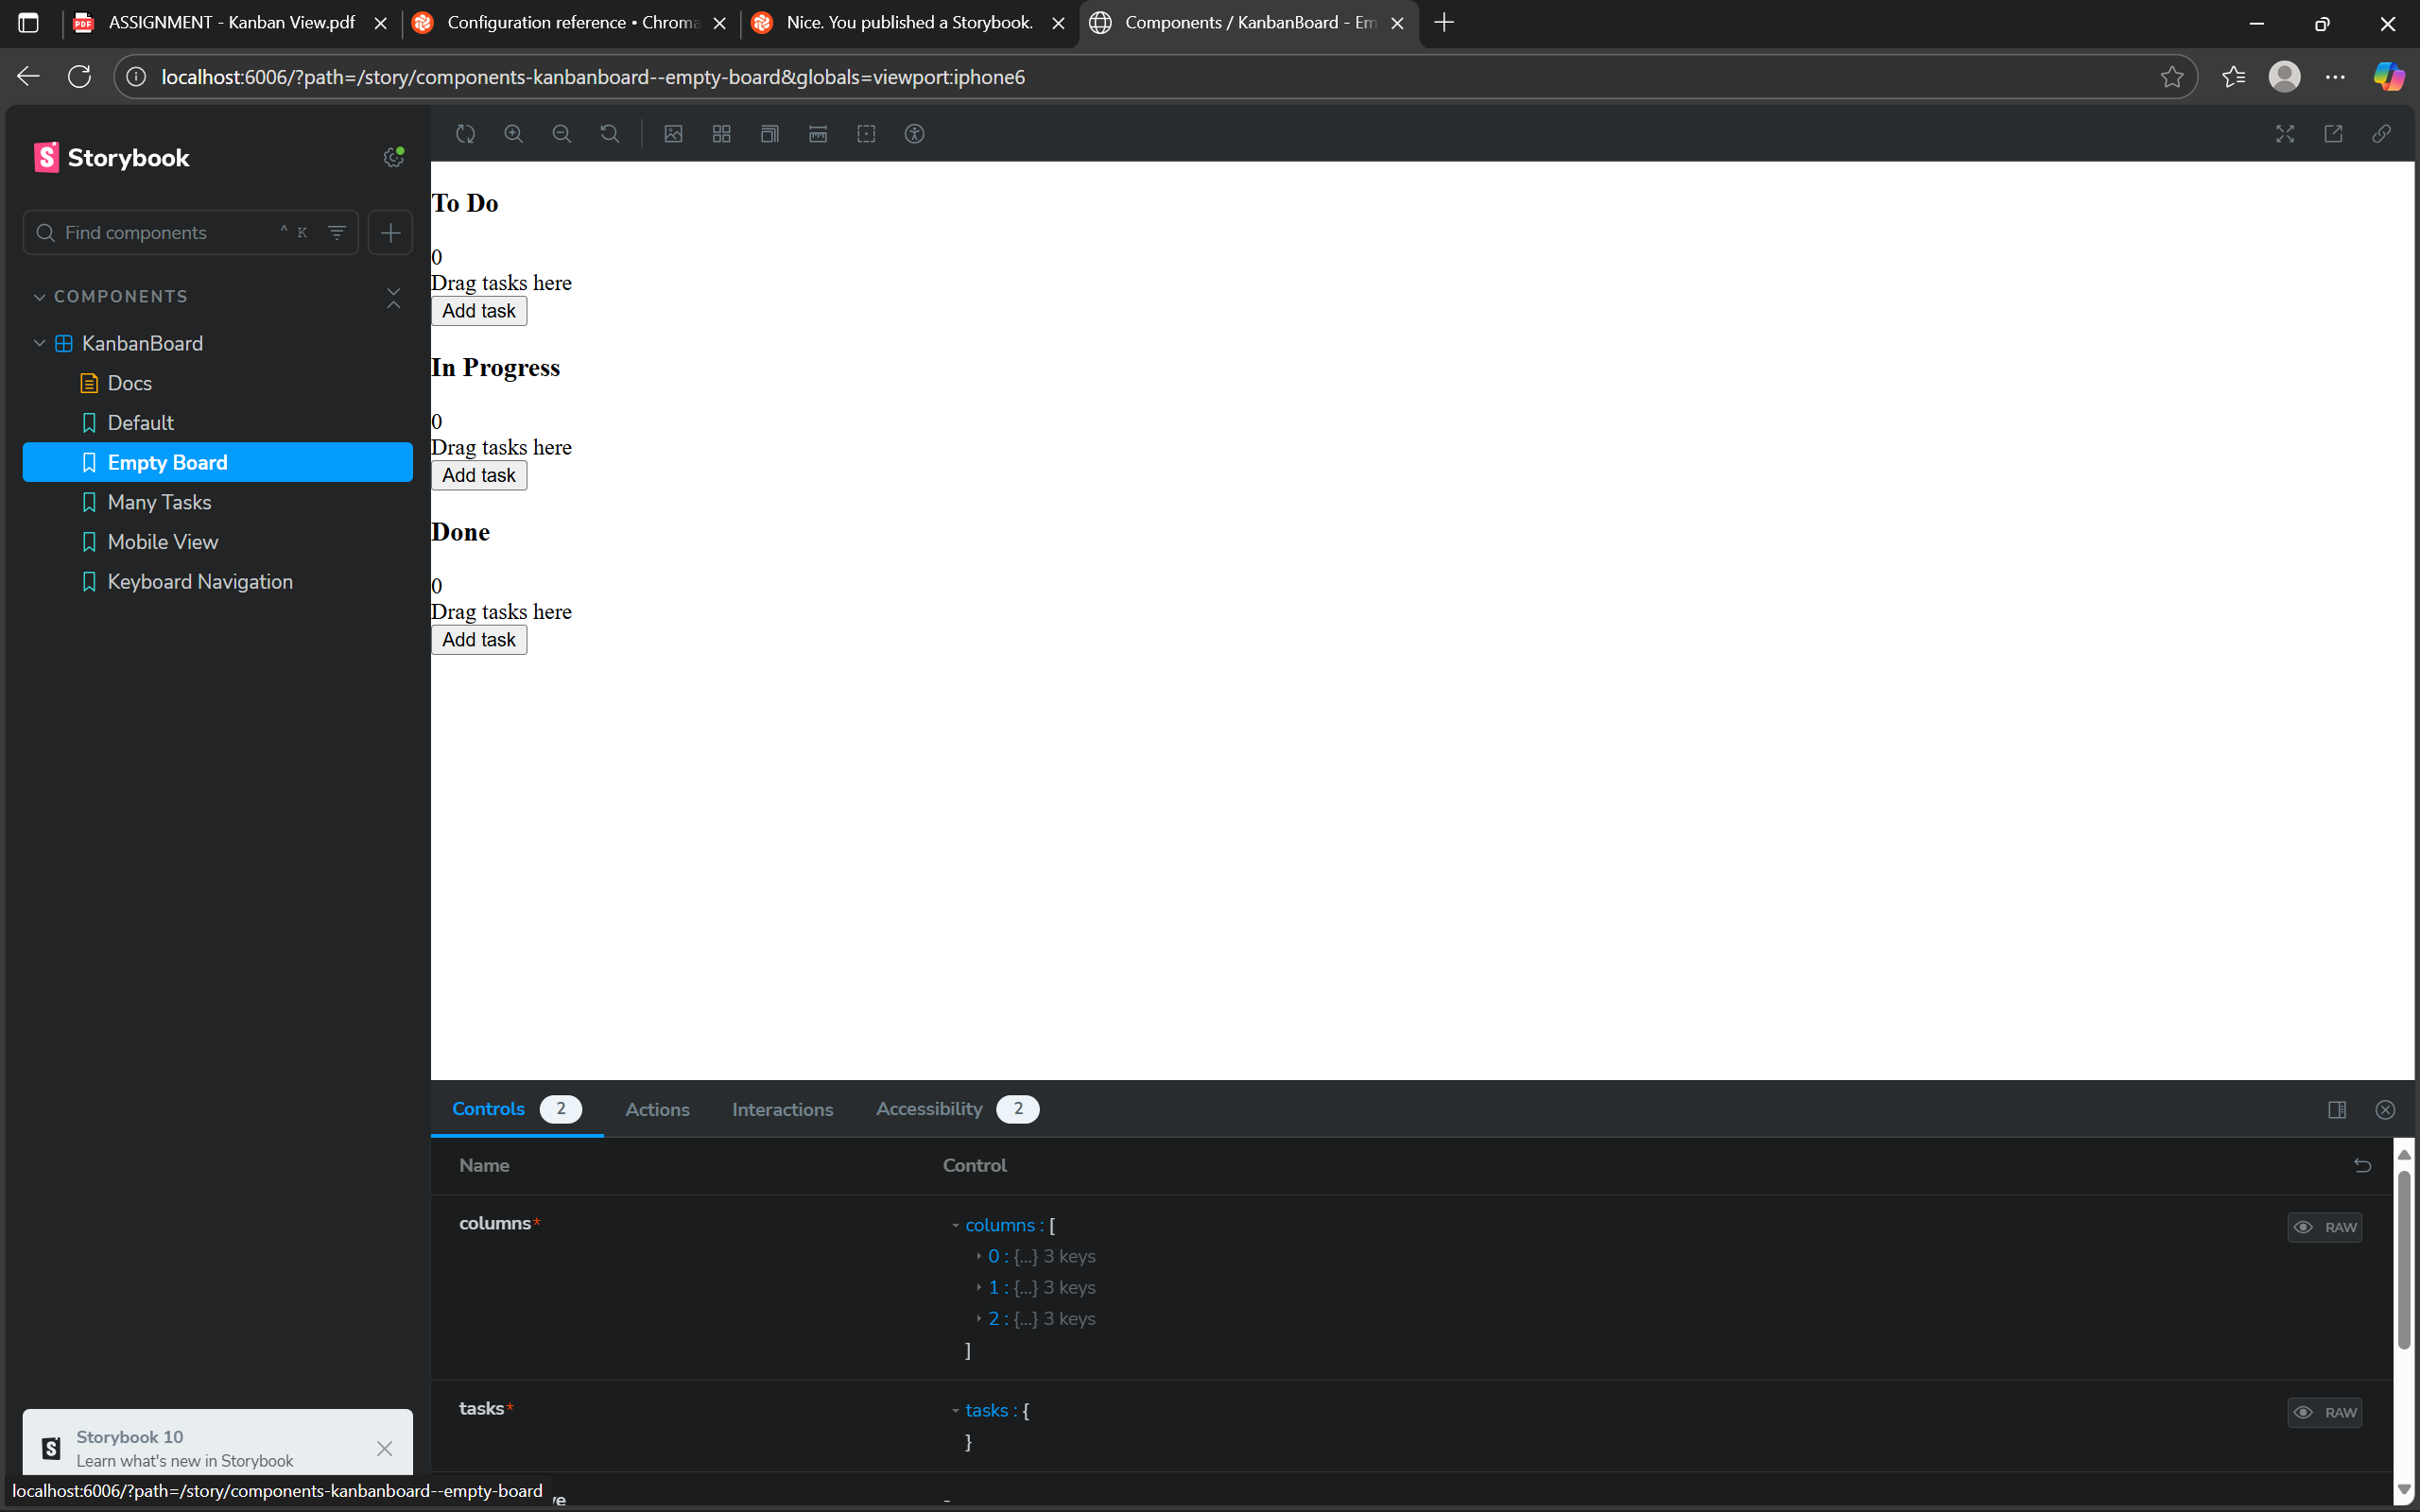 ASSIGNMENT - Kanban View.pdf
Configuration reference • Chroma
Nice. You published a Storybook.
Components / KanbanBoard - Em
localhost:6006/?path=/story/components-kanbanboard--empty-board&globals=viewport:iphone6
Storybook
Find components
^ K
COMPONENTS
KanbanBoard
Docs
Default
Empty Board
Many Tasks
Mobile View
Keyboard Navigation
Storybook 10
Learn what's new in Storybook
localhost:6006/?path=/story/components-kanbanboard--empty-board
To Do
0
Drag tasks here
Add task
In Progress
0
Drag tasks here
Add task
Done
0
Drag tasks here
Add task
Controls 2 Actions Interactions Accessibility 2
Name Control
columns* columns : [ RAW
0 : {...} 3 keys
1 : {...} 3 keys
2 : {...} 3 keys
]
tasks* tasks : { RAW
}
-